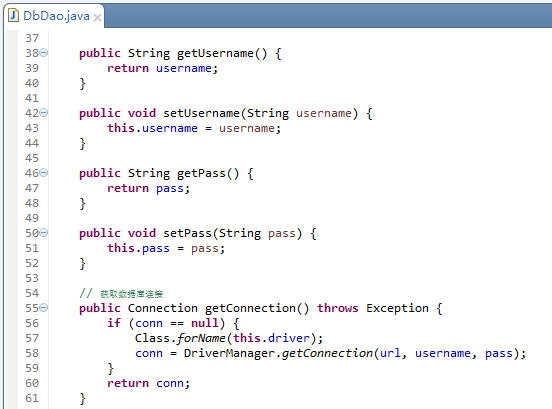 DbDao.java
37
38 public String getUsername() {
39 return username;
40 }
41
42 public void setUsername(String username) {
43 this.username = username;
44 }
45
46 public String getPass() {
47 return pass;
48 }
49
50 public void setPass(String pass) {
51 this.pass = pass;
52 }
53
54 // 获取数据库连接
55 public Connection getConnection() throws Exception {
56 if (conn == null) {
57 Class.forName(this.driver);
58 conn = DriverManager.getConnection(url, username, pass);
59 }
60 return conn;
61 }